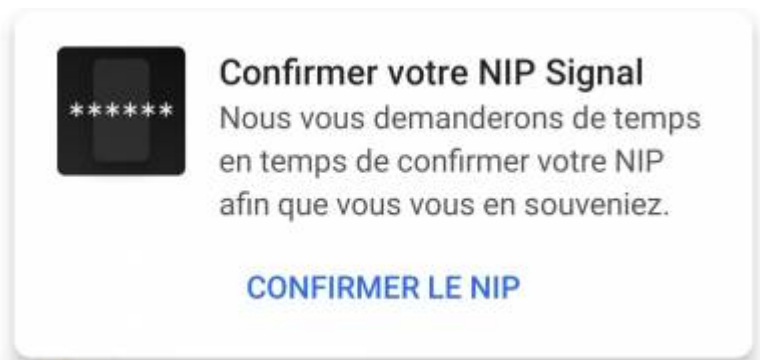 Confirmer votre NIP Signal
******
Nous vous demanderons de temps
en temps de confirmer votre NIP
afin que vous vous en souveniez.
CONFIRMER LE NIP